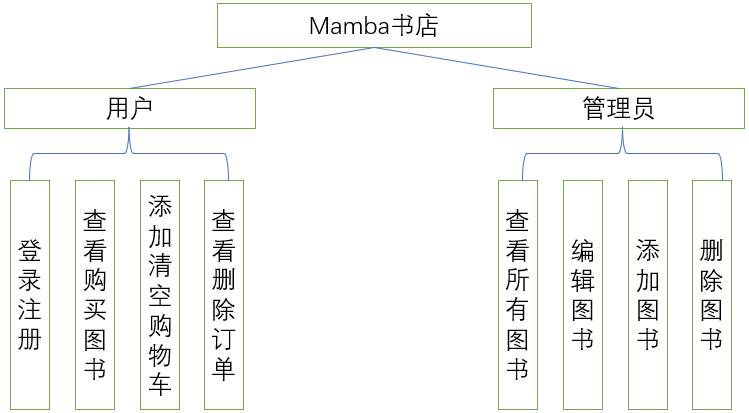 Mamba书店
用户
管理员
登录注册
查看购买图书
添加清空购物车
查看删除订单
查看所有图书
编辑图书
添加图书
删除图书